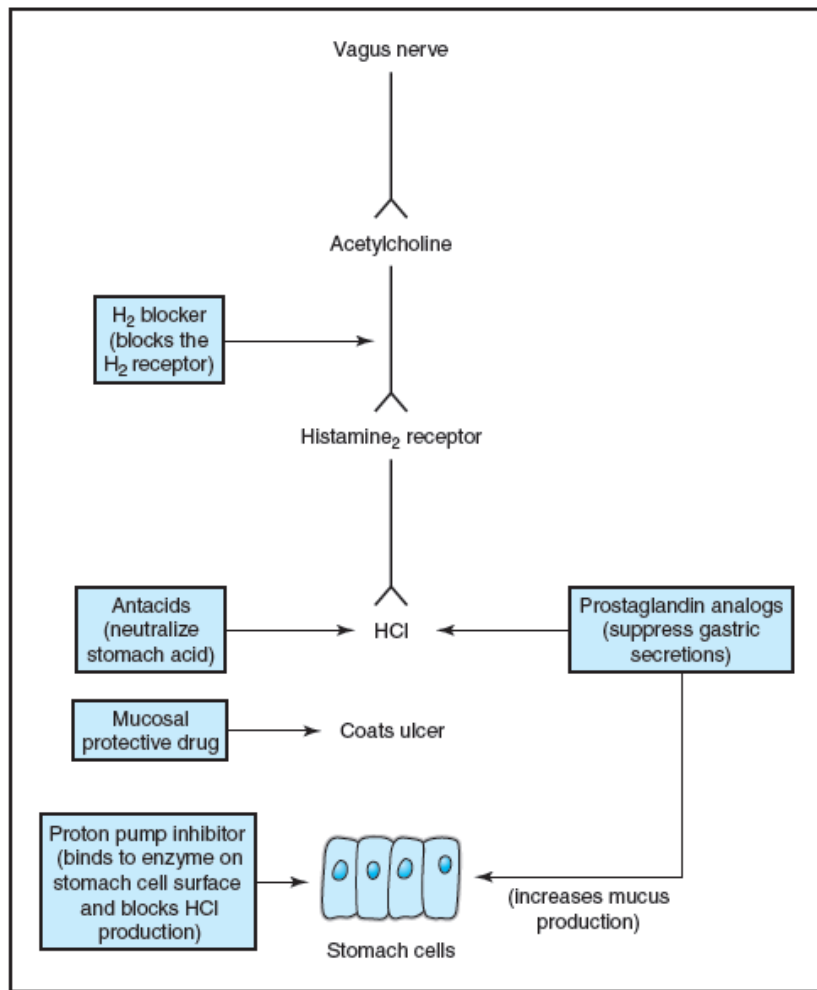 Vagus nerve
Acetylcholine
H₂ blocker
(blocks the
H₂ receptor)
Histamine₂ receptor
Antacids
(neutralize
stomach acid)
HCl
Prostaglandin analogs
(suppress gastric
secretions)
Mucosal
protective drug
Coats ulcer
Proton pump inhibitor
(binds to enzyme on
stomach cell surface
and blocks HCl
production)
(increases mucus
production)
Stomach cells